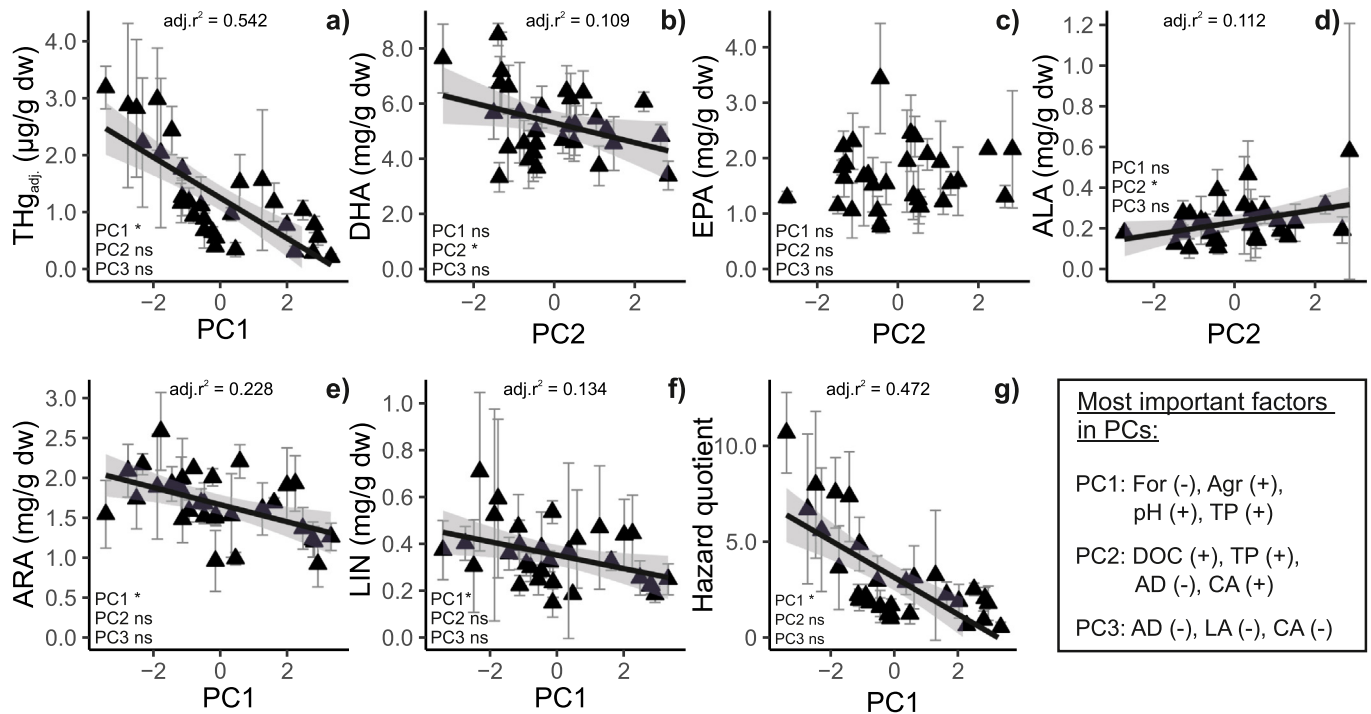 adj.r² = 0.542
a)
THg adj. (µg/g dw)
4.0
3.0
2.0
1.0
0.0
PC1 *
PC2 ns
PC3 ns
−2 0 2
PC1
adj.r² = 0.109
b)
DHA (mg/g dw)
8.0
6.0
4.0
2.0
0.0
PC1 ns
PC2 *
PC3 ns
−2 0 2
PC2
c)
EPA (mg/g dw)
4.0
3.0
2.0
1.0
0.0
PC1 ns
PC2 ns
PC3 ns
−2 0 2
PC2
adj.r² = 0.112
d)
ALA (mg/g dw)
1.2
1.0
0.8
0.6
0.4
0.2
0.0
PC1 ns
PC2 *
PC3 ns
−2 0 2
PC2
adj.r² = 0.228
e)
ARA (mg/g dw)
3.0
2.5
2.0
1.5
1.0
0.5
0.0
PC1 *
PC2 ns
PC3 ns
−2 0 2
PC1
adj.r² = 0.134
f)
LIN (mg/g dw)
1.0
0.8
0.6
0.4
0.2
0.0
PC1*
PC2 ns
PC3 ns
−2 0 2
PC1
adj.r² = 0.472
g)
Hazard quotient
10.0
5.0
0
PC1 *
PC2 ns
PC3 ns
−2 0 2
PC1
Most important factors
in PCs:
PC1: For (-), Agr (+),
pH (+), TP (+)
PC2: DOC (+), TP (+),
AD (-), CA (+)
PC3: AD (-), LA (-), CA (-)